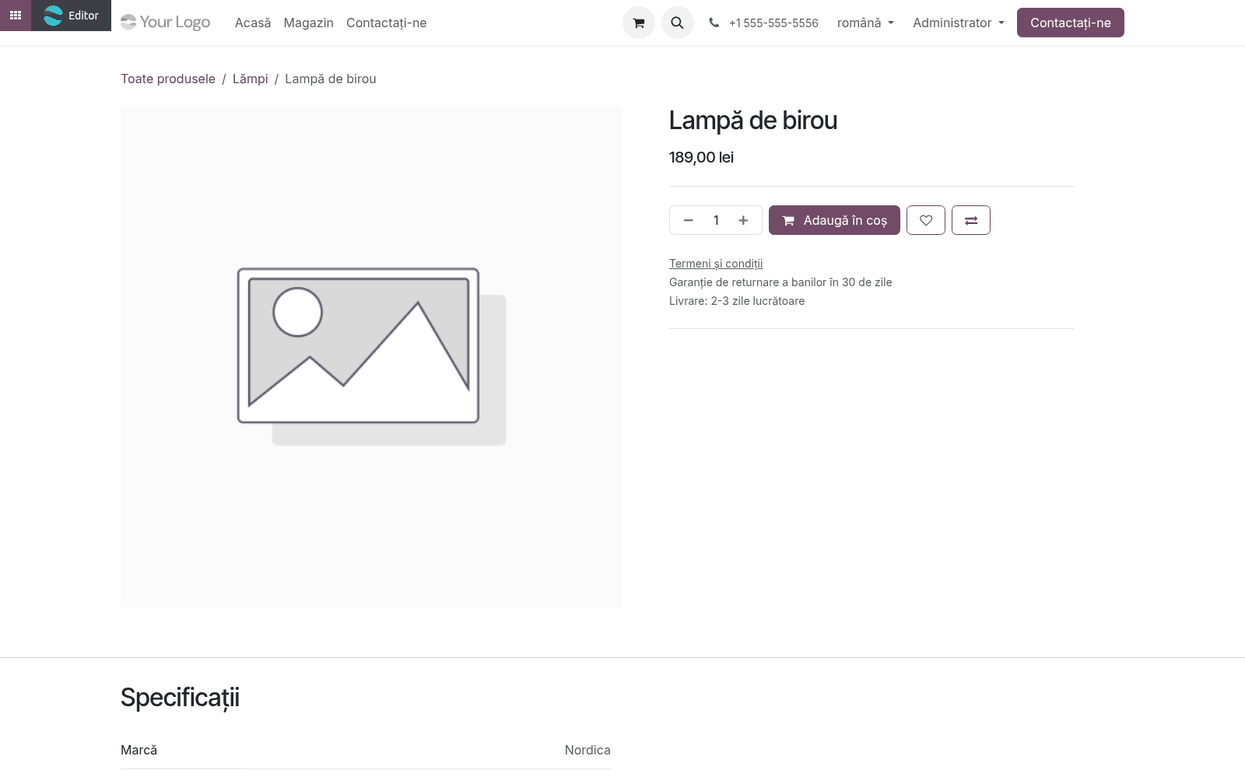 Editor
Your Logo
Acasă Magazin Contactați-ne
+1 555-555-5556 română Administrator Contactați-ne
Toate produsele / Lămpi / Lampă de birou
Lampă de birou
189,00 lei
1 Adaugă în coș
Termeni și condiții
Garanție de returnare a banilor în 30 de zile
Livrare: 2-3 zile lucrătoare
Specificații
Marcă Nordica